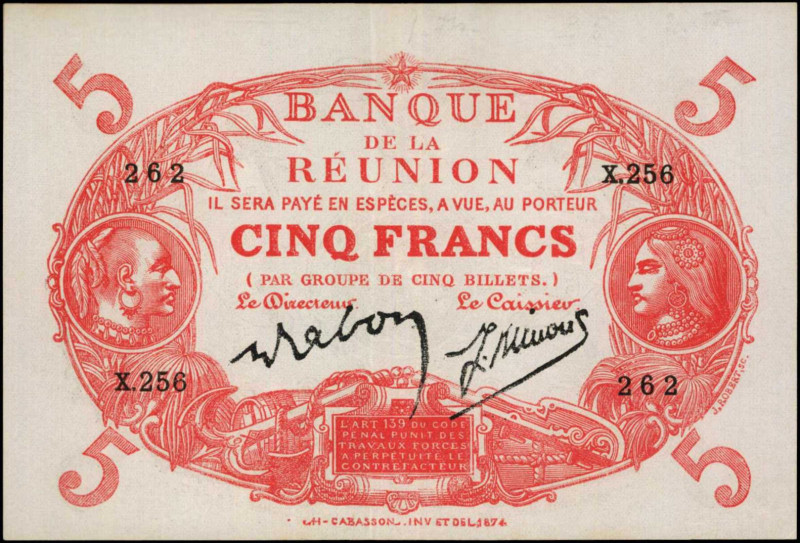 5 5
BANQUE
DE LA
RÉUNION
262 X.256
IL SERA PAYÉ EN ESPÈCES, A VUE, AU PORTEUR
CINQ FRANCS
( PAR GROUPE DE CINQ BILLETS. )
Le Directeur Le Caissier
X.256 262
L'ART 139 DU CODE
PÉNAL PUNIT DES
TRAVAUX FORCÉS
A PERPÉTUITÉ LE
CONTREFACTEUR
J.ROBERT, SC.
5 5
CH-CABASSON. INV ET DEL, 1874